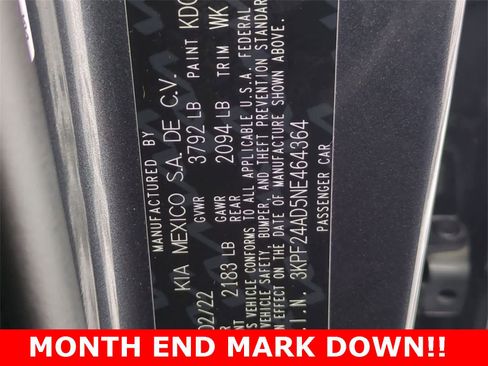 MANUFACTURED BY
KIA MEXICO S.A. DE C.V.
02/22 GVWR 3792 LB PAINT
GAWR
2183 LB REAR 2094 LB TRIM WK
VEHICLE CONFORMS TO ALL APPLICABLE U.S.A. FEDERAL
VEHICLE SAFETY, BUMPER, AND THEFT PREVENTION STANDARD
IN EFFECT ON THE DATE OF MANUFACTURE SHOWN ABOVE.
V.I.N. 3KPF24AD5NE464364
PASSENGER CAR
MONTH END MARK DOWN!!